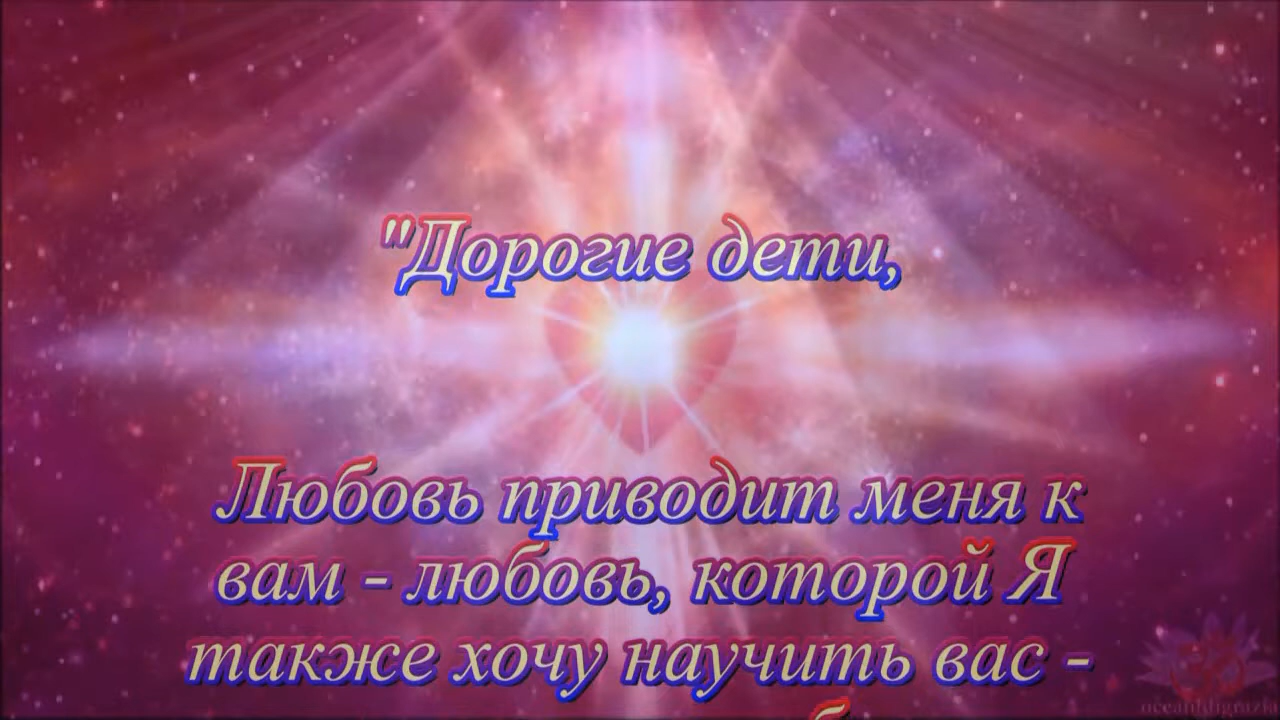 "Дорогие дети,
Любовь приводит меня к
вам - любовь, которой Я
также хочу научить вас -